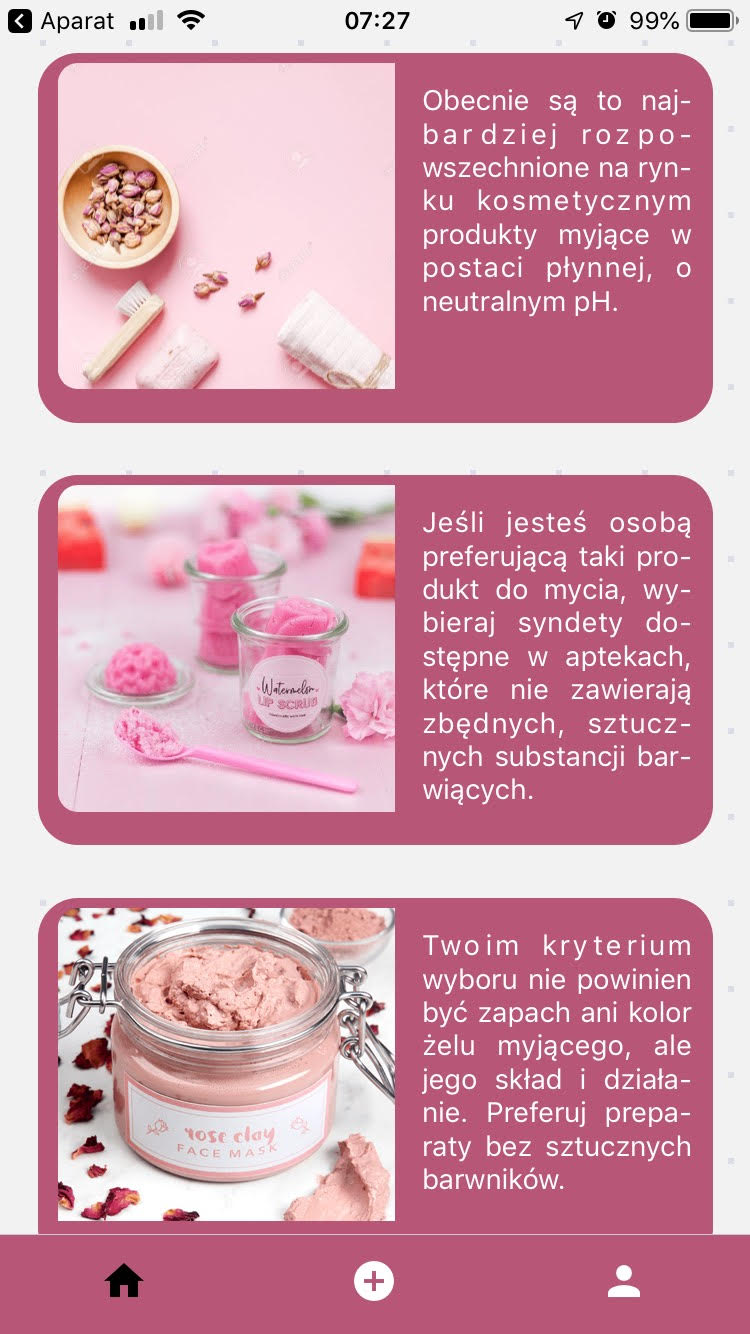 Aparat 07:27 99%
Obecnie są to naj-
bardziej rozpo-
wszechnione na ryn-
ku kosmetycznym
produkty myjące w
postaci płynnej, o
neutralnym pH.
Jeśli jesteś osobą
preferującą taki pro-
dukt do mycia, wy-
bieraj syndety do-
stępne w aptekach,
które nie zawierają
zbędnych, sztucz-
nych substancji bar-
wiących.
Watermelon
LIP SCRUB
Twoim kryterium
wyboru nie powinien
być zapach ani kolor
żelu myjącego, ale
jego skład i działa-
nie. Preferuj prepa-
raty bez sztucznych
barwników.
rose clay
FACE MASK